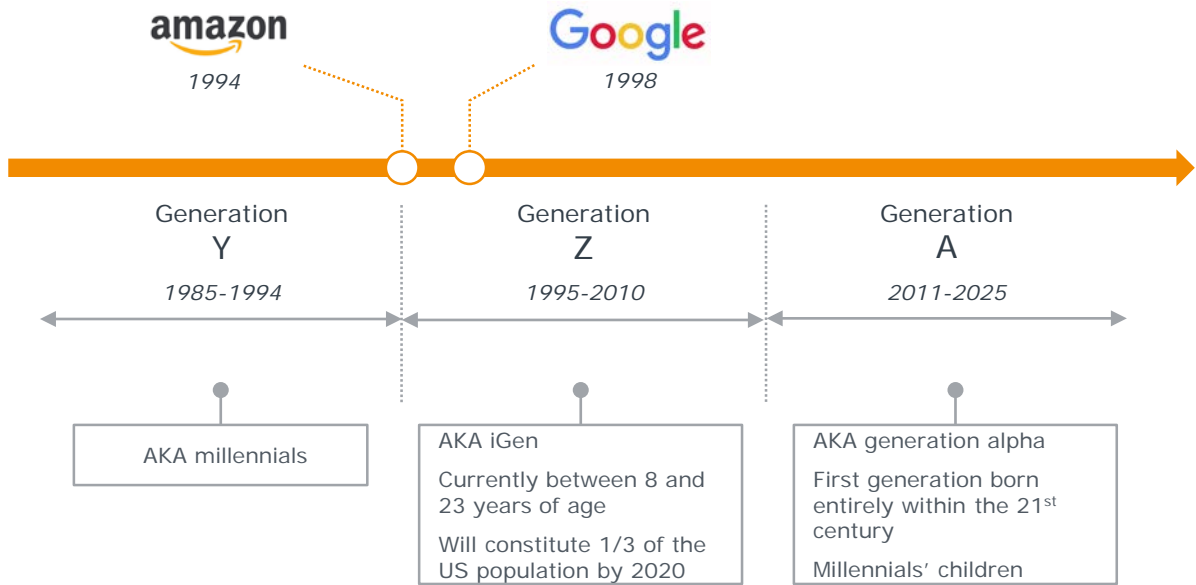 amazon
1994
Google
1998
Generation
Y
1985-1994
Generation
Z
1995-2010
Generation
A
2011-2025
AKA millennials
AKA iGen
Currently between 8 and
23 years of age
Will constitute 1/3 of the
US population by 2020
AKA generation alpha
First generation born
entirely within the 21st
century
Millennials’ children